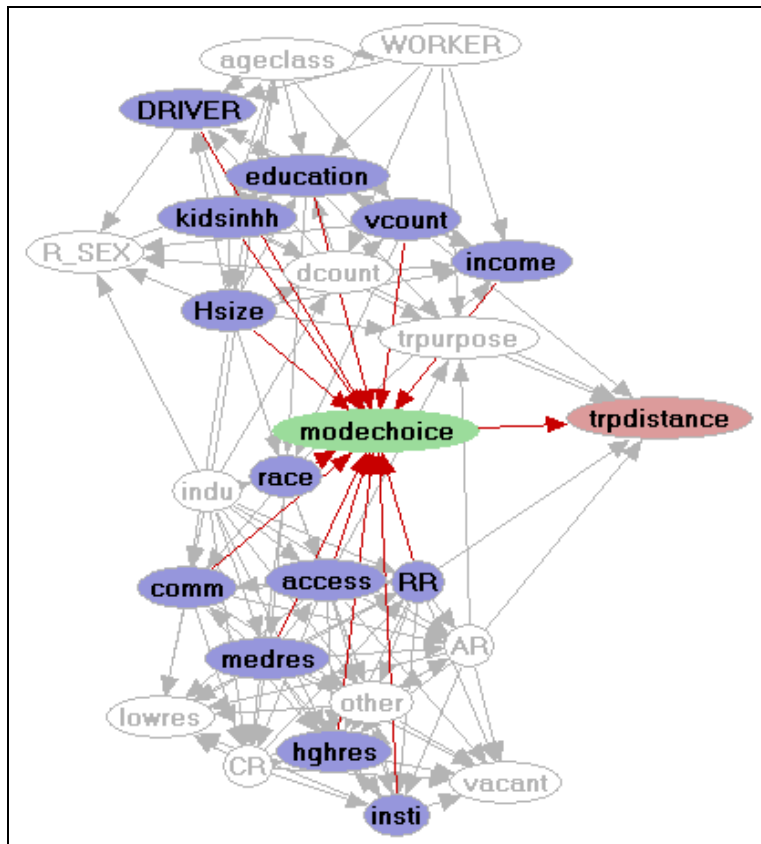 WORKER
ageclass
DRIVER
education
kidsinhh
vcount
R_SEX
income
dcount
Hsize
trpurpose
trpdistance
modechoice
race
indu
access
RR
comm
AR
medres
other
lowres
hghres
CR
vacant
insti